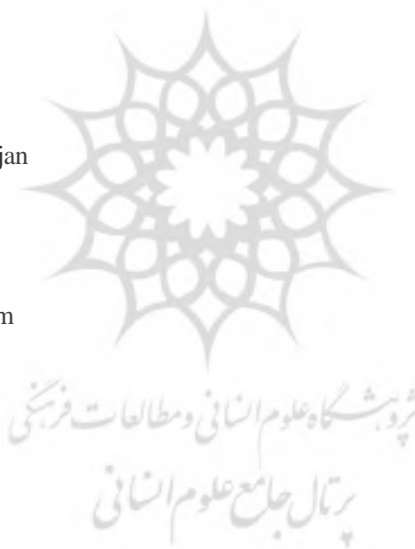 jan
m
پژوهشگاه علوم انسانی و مطالعات فرهنگی
پرتال جامع علوم انسانی